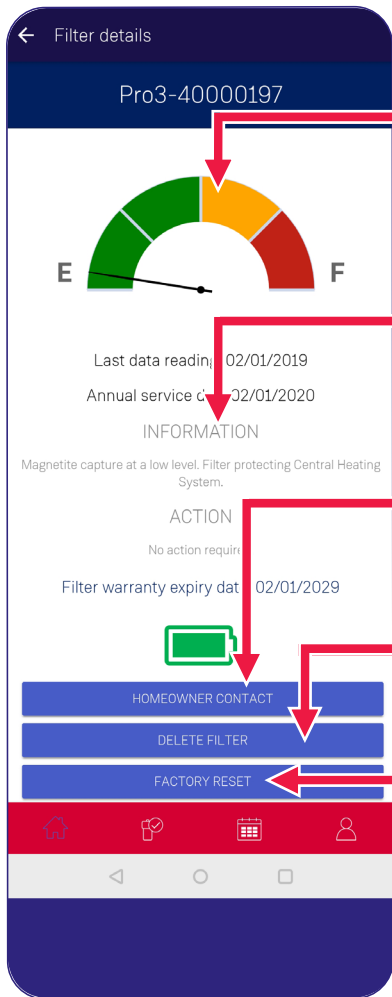 Filter details
Pro3-40000197
E
F
Last data reading 02/01/2019
Annual service d 02/01/2020
INFORMATION
Magnetite capture at a low level. Filter protecting Central Heating
System.
ACTION
No action require
Filter warranty expiry dat 02/01/2029
HOMEOWNER CONTACT
DELETE FILTER
FACTORY RESET